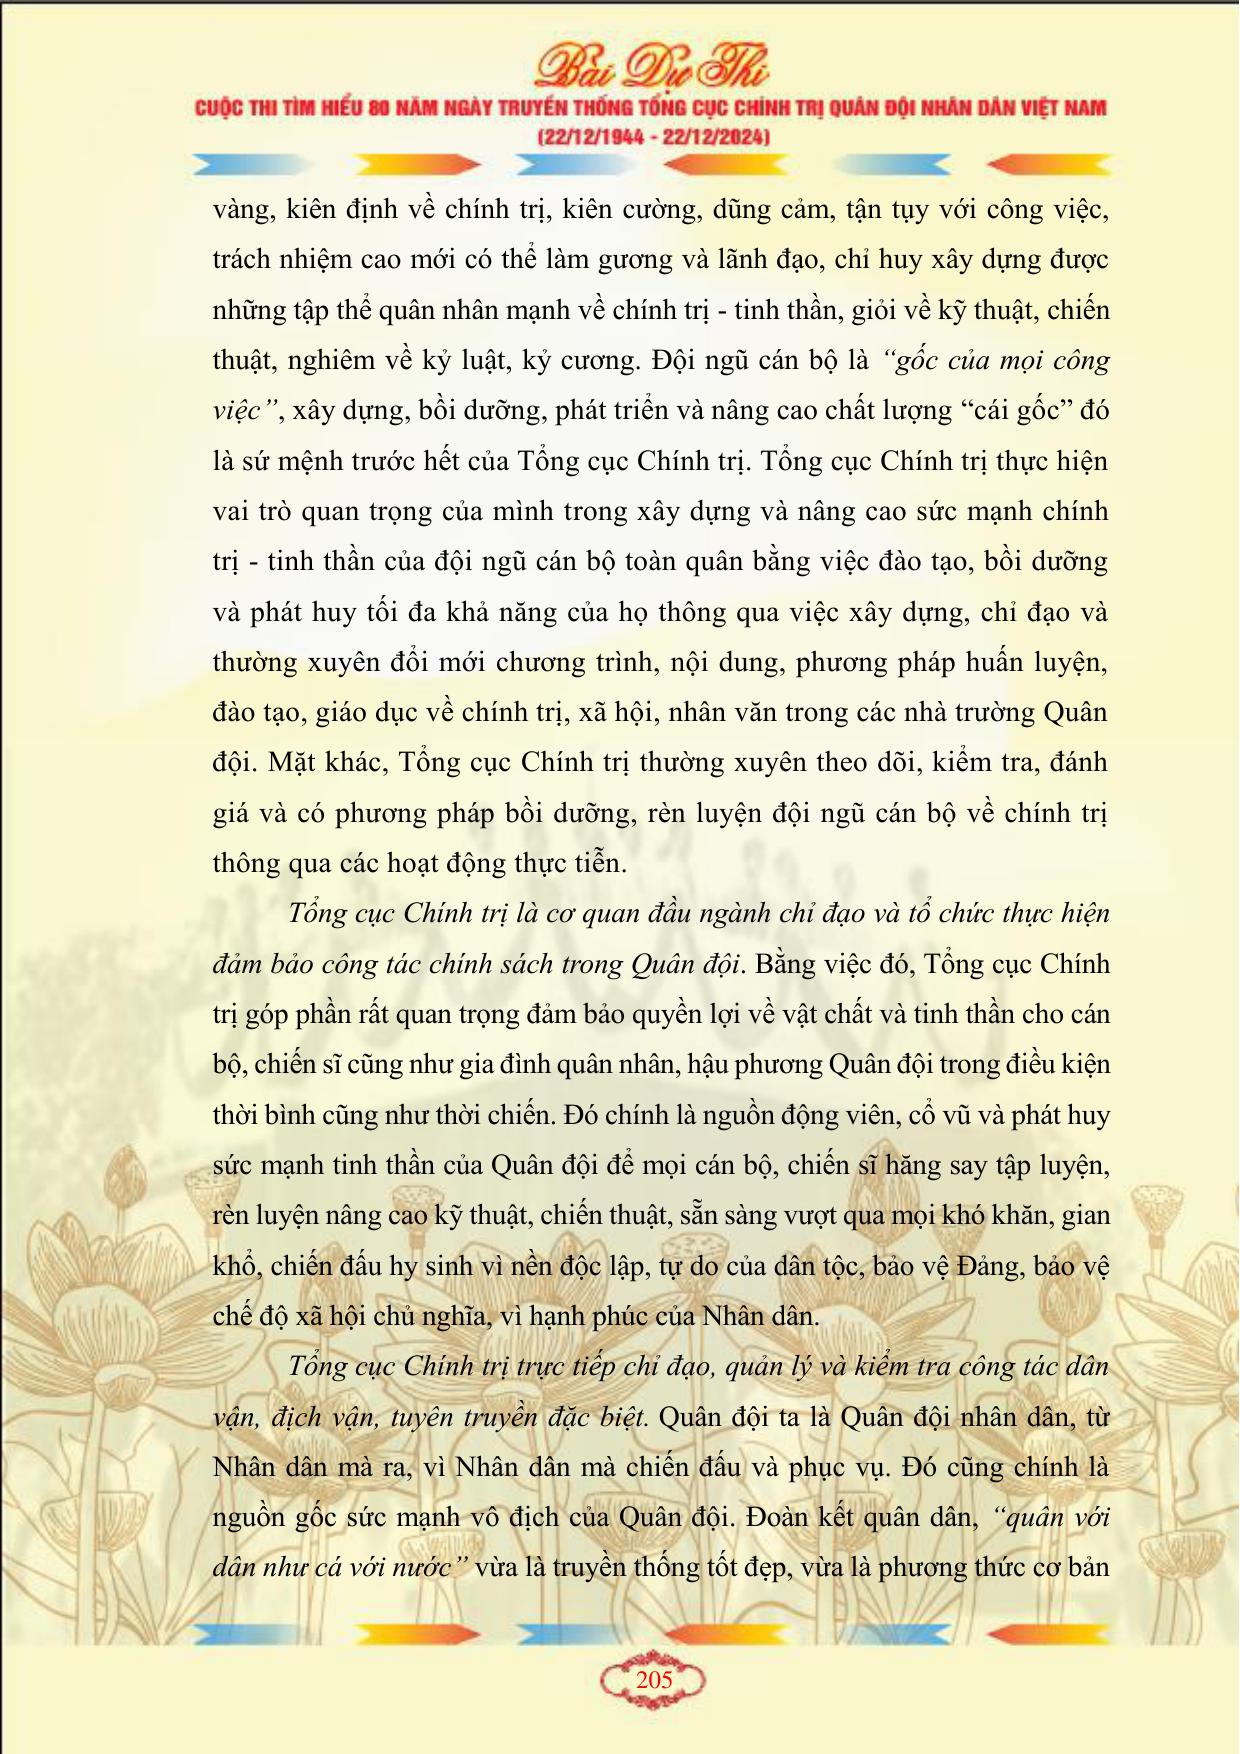 Bài Dự Thi
CUỘC THI TÌM HIỂU 80 NĂM NGÀY TRUYỀN THỐNG TỔNG CỤC CHÍNH TRỊ QUÂN ĐỘI NHÂN DÂN VIỆT NAM
(22/12/1944 - 22/12/2024)
vàng, kiên định về chính trị, kiên cường, dũng cảm, tận tụy với công việc,
trách nhiệm cao mới có thể làm gương và lãnh đạo, chỉ huy xây dựng được
những tập thể quân nhân mạnh về chính trị - tinh thần, giỏi về kỹ thuật, chiến
thuật, nghiêm về kỷ luật, kỷ cương. Đội ngũ cán bộ là “gốc của mọi công
việc”, xây dựng, bồi dưỡng, phát triển và nâng cao chất lượng “cái gốc” đó
là sứ mệnh trước hết của Tổng cục Chính trị. Tổng cục Chính trị thực hiện
vai trò quan trọng của mình trong xây dựng và nâng cao sức mạnh chính
trị - tinh thần của đội ngũ cán bộ toàn quân bằng việc đào tạo, bồi dưỡng
và phát huy tối đa khả năng của họ thông qua việc xây dựng, chỉ đạo và
thường xuyên đổi mới chương trình, nội dung, phương pháp huấn luyện,
đào tạo, giáo dục về chính trị, xã hội, nhân văn trong các nhà trường Quân
đội. Mặt khác, Tổng cục Chính trị thường xuyên theo dõi, kiểm tra, đánh
giá và có phương pháp bồi dưỡng, rèn luyện đội ngũ cán bộ về chính trị
thông qua các hoạt động thực tiễn.
Tổng cục Chính trị là cơ quan đầu ngành chỉ đạo và tổ chức thực hiện
đảm bảo công tác chính sách trong Quân đội. Bằng việc đó, Tổng cục Chính
trị góp phần rất quan trọng đảm bảo quyền lợi về vật chất và tinh thần cho cán
bộ, chiến sĩ cũng như gia đình quân nhân, hậu phương Quân đội trong điều kiện
thời bình cũng như thời chiến. Đó chính là nguồn động viên, cổ vũ và phát huy
sức mạnh tinh thần của Quân đội để mọi cán bộ, chiến sĩ hăng say tập luyện,
rèn luyện nâng cao kỹ thuật, chiến thuật, sẵn sàng vượt qua mọi khó khăn, gian
khổ, chiến đấu hy sinh vì nền độc lập, tự do của dân tộc, bảo vệ Đảng, bảo vệ
chế độ xã hội chủ nghĩa, vì hạnh phúc của Nhân dân.
Tổng cục Chính trị trực tiếp chỉ đạo, quản lý và kiểm tra công tác dân
vận, địch vận, tuyên truyền đặc biệt. Quân đội ta là Quân đội nhân dân, từ
Nhân dân mà ra, vì Nhân dân mà chiến đấu và phục vụ. Đó cũng chính là
nguồn gốc sức mạnh vô địch của Quân đội. Đoàn kết quân dân, “quân với
dân như cá với nước” vừa là truyền thống tốt đẹp, vừa là phương thức cơ bản
205